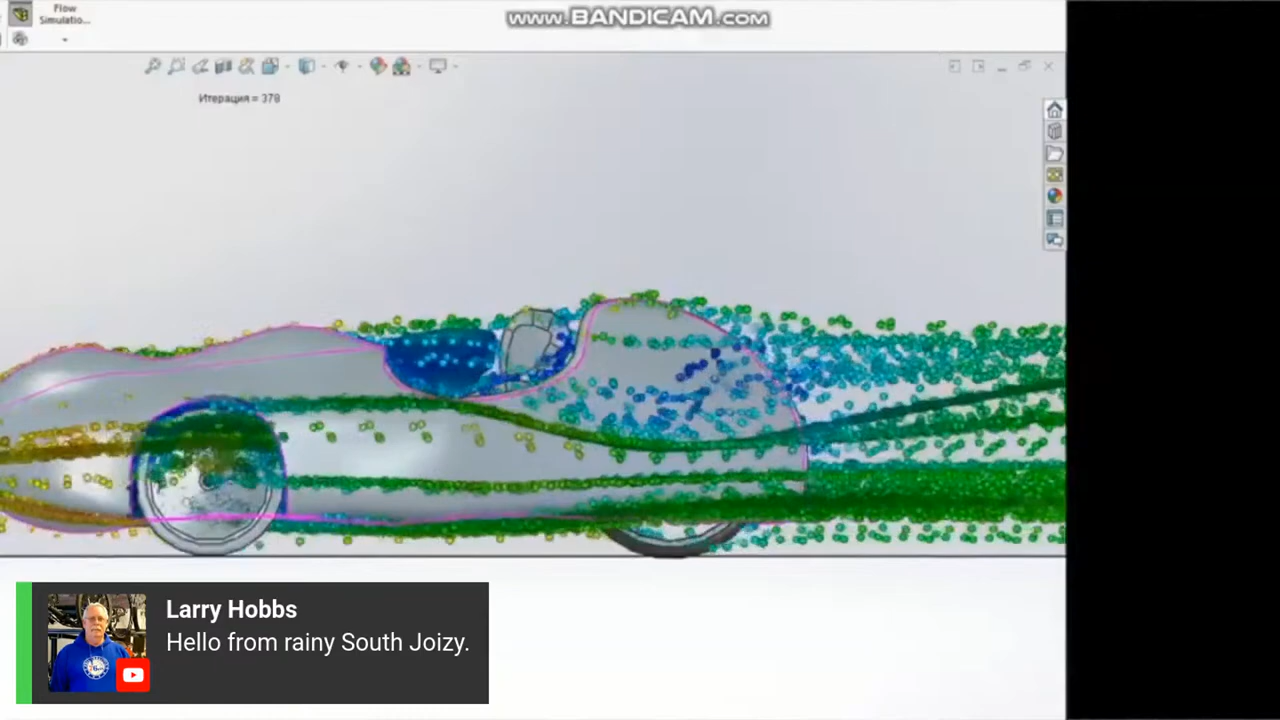 Flow
Simulatio...
www.BANDICAM.com
Итерация = 378
Larry Hobbs
Hello from rainy South Joizy.